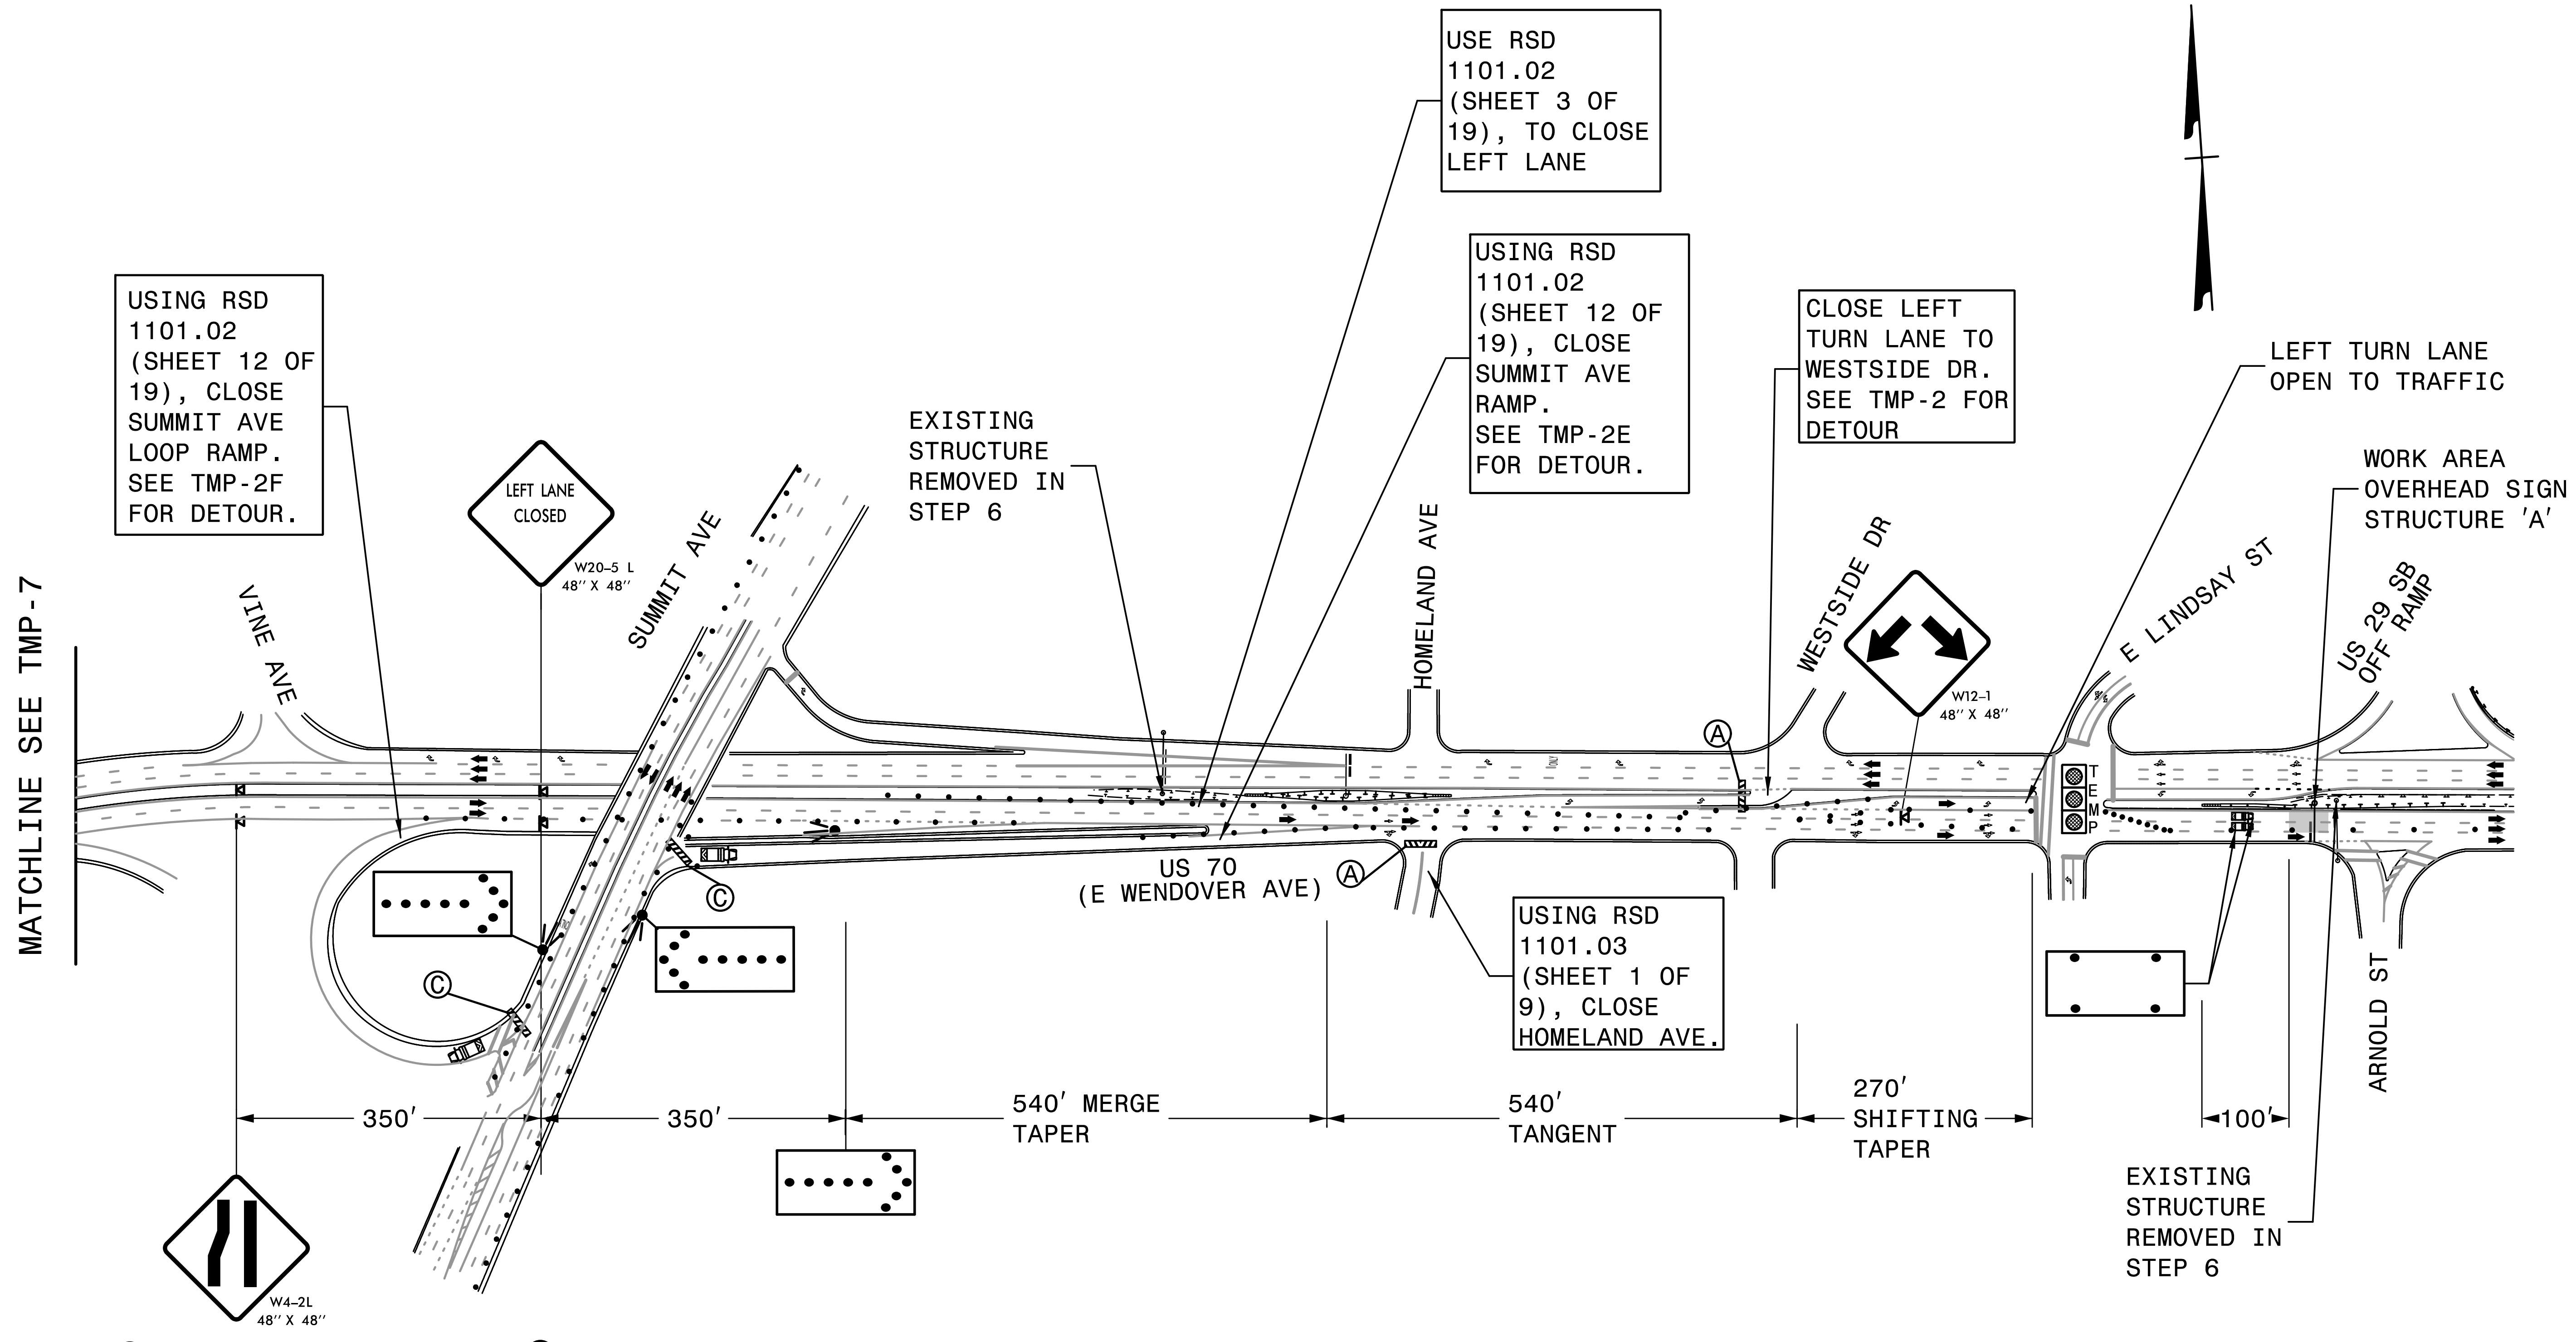 USE RSD
1101.02
(SHEET 3 OF
19), TO CLOSE
LEFT LANE
USING RSD
1101.02
(SHEET 12 OF
19), CLOSE
SUMMIT AVE
RAMP.
SEE TMP-2E
FOR DETOUR.
USING RSD
1101.02
(SHEET 12 OF
19), CLOSE
SUMMIT AVE
LOOP RAMP.
SEE TMP-2F
FOR DETOUR.
CLOSE LEFT
TURN LANE TO
WESTSIDE DR.
SEE TMP-2 FOR
DETOUR
LEFT TURN LANE
OPEN TO TRAFFIC
WORK AREA
OVERHEAD SIGN
STRUCTURE 'A'
EXISTING
STRUCTURE
REMOVED IN
STEP 6
LEFT LANE
CLOSED
W20-5 L
48'' X 48''
SUMMIT AVE
VINE AVE
HOMELAND AVE
WESTSIDE DR
W12-1
48'' X 48''
E LINDSAY ST
US 29 SB
OFF RAMP
MATCHLINE SEE TMP-7
A
TEMP
US 70
(E WENDOVER AVE)
A
C
C
USING RSD
1101.03
(SHEET 1 OF
9), CLOSE
HOMELAND AVE.
ARNOLD ST
350'
350'
540' MERGE
TAPER
540'
TANGENT
270'
SHIFTING
TAPER
100'
EXISTING
STRUCTURE
REMOVED IN
STEP 6
W4-2L
48'' X 48''